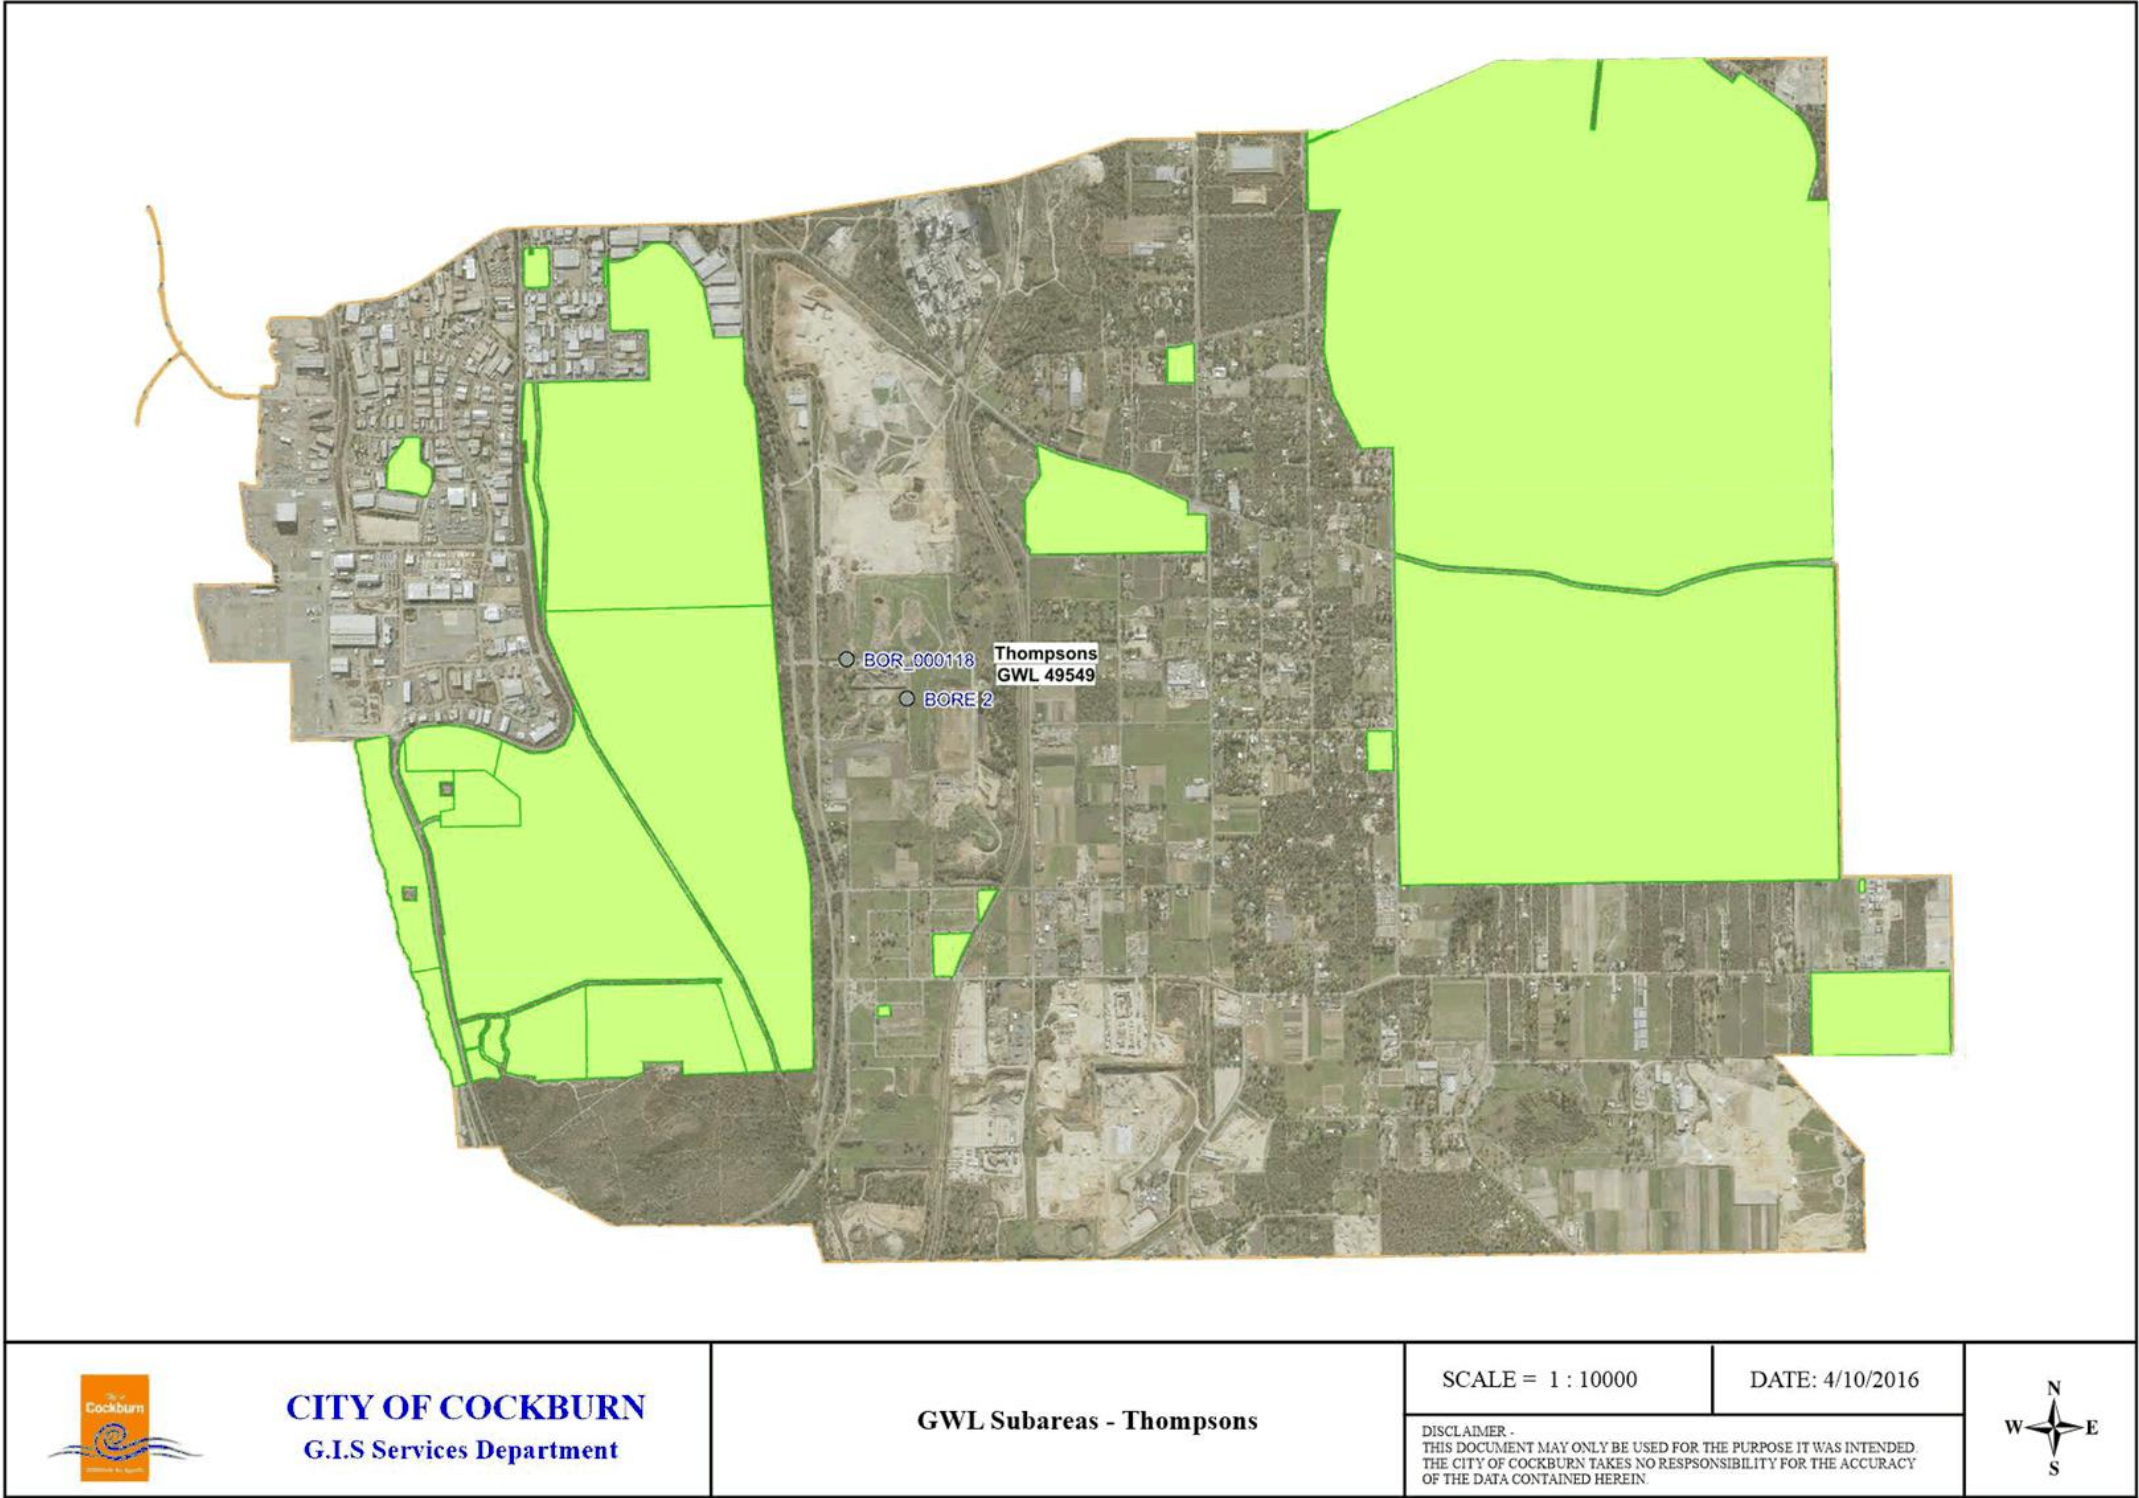 Thompsons
GWL 49549
BOR_000118
BORE 2
Cockburn
CITY OF COCKBURN
G.I.S Services Department
GWL Subareas - Thompsons
SCALE = 1 : 10000
DATE: 4/10/2016
DISCLAIMER -
THIS DOCUMENT MAY ONLY BE USED FOR THE PURPOSE IT WAS INTENDED.
THE CITY OF COCKBURN TAKES NO RESPSONSIBILITY FOR THE ACCURACY
OF THE DATA CONTAINED HEREIN.
N
W E
S